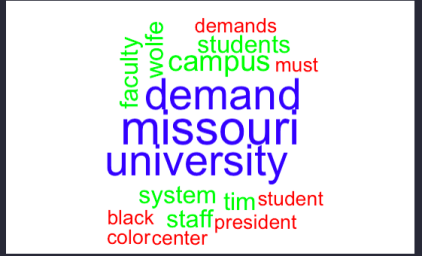 demands
faculty
wolfe
students
campus must
demand
missouri
university
system tim student
black staff president
color center